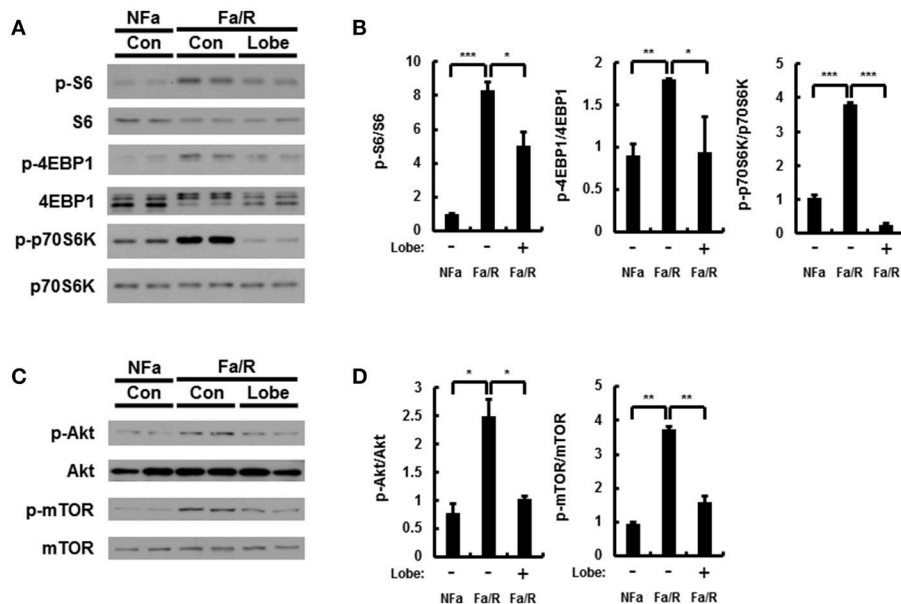 A
NFa Fa/R
Con Con Lobe
p-S6
S6
p-4EBP1
4EBP1
p-p70S6K
p70S6K
B
p-S6/S6
10
8
6
4
2
0
*** *
Lobe: - - +
NFa Fa/R Fa/R
p-4EBP1/4EBP1
2
1.5
1
0.5
0
** *
- - +
NFa Fa/R Fa/R
p-p70S6K/p70S6K
5
4
3
2
1
0
*** ***
- - +
NFa Fa/R Fa/R
C
NFa Fa/R
Con Con Lobe
p-Akt
Akt
p-mTOR
mTOR
D
p-Akt/Akt
3
2.5
2
1.5
1
0.5
0
* *
Lobe: - - +
NFa Fa/R Fa/R
p-mTOR/mTOR
5
4
3
2
1
0
** **
- - +
NFa Fa/R Fa/R